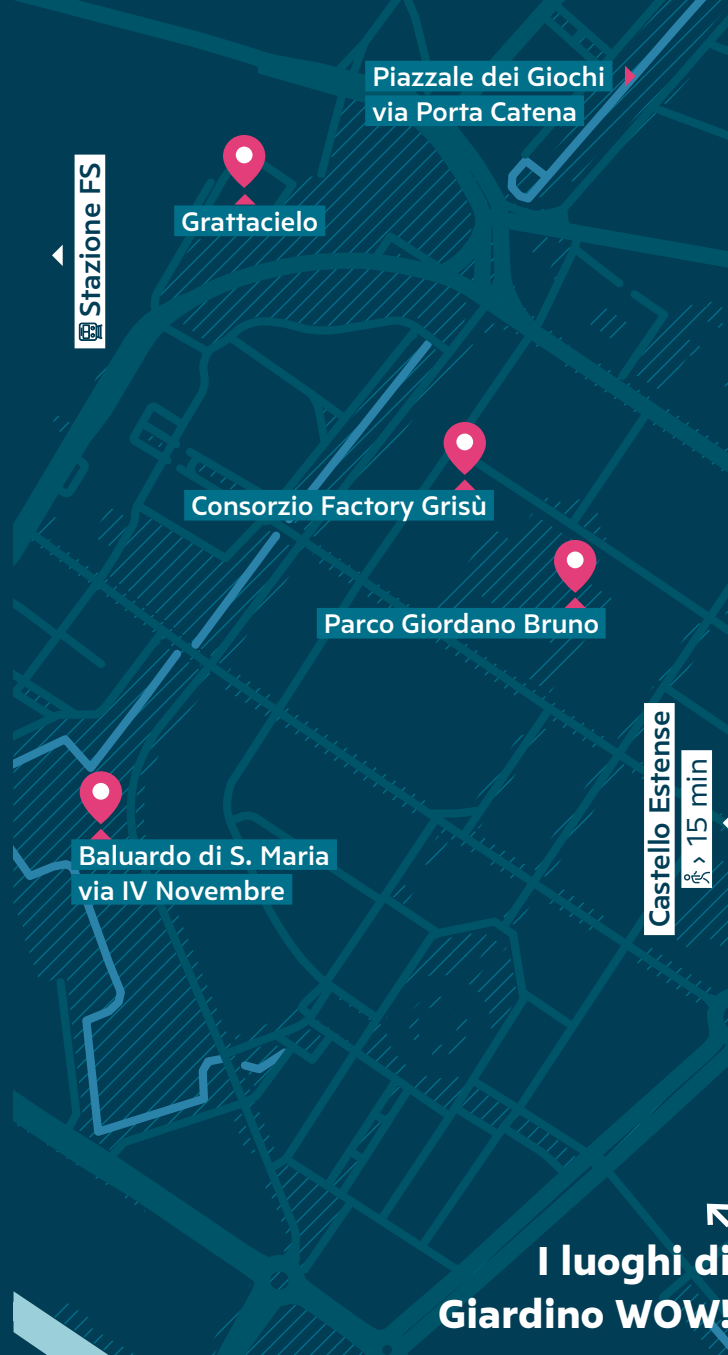 Piazzale dei Giochi
via Porta Catena
Stazione FS
Grattacielo
Consorzio Factory Grisù
Parco Giordano Bruno
Castello Estense
> 15 min
Baluardo di S. Maria
via IV Novembre
I luoghi di
Giardino WOW!